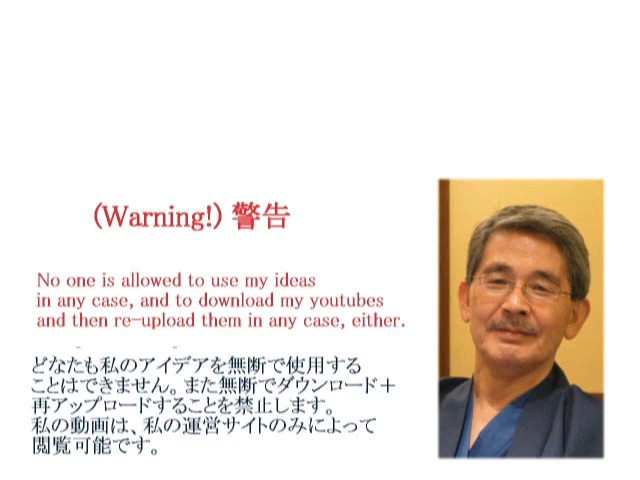 (Warning!) 警告
No one is allowed to use my ideas
in any case, and to download my youtubes
and then re-upload them in any case, either.
どなたも私のアイデアを無断で使用する
ことはできません。また無断でダウンロード＋
再アップロードすることを禁止します。
私の動画は、私の運営サイトのみによって
閲覧可能です。